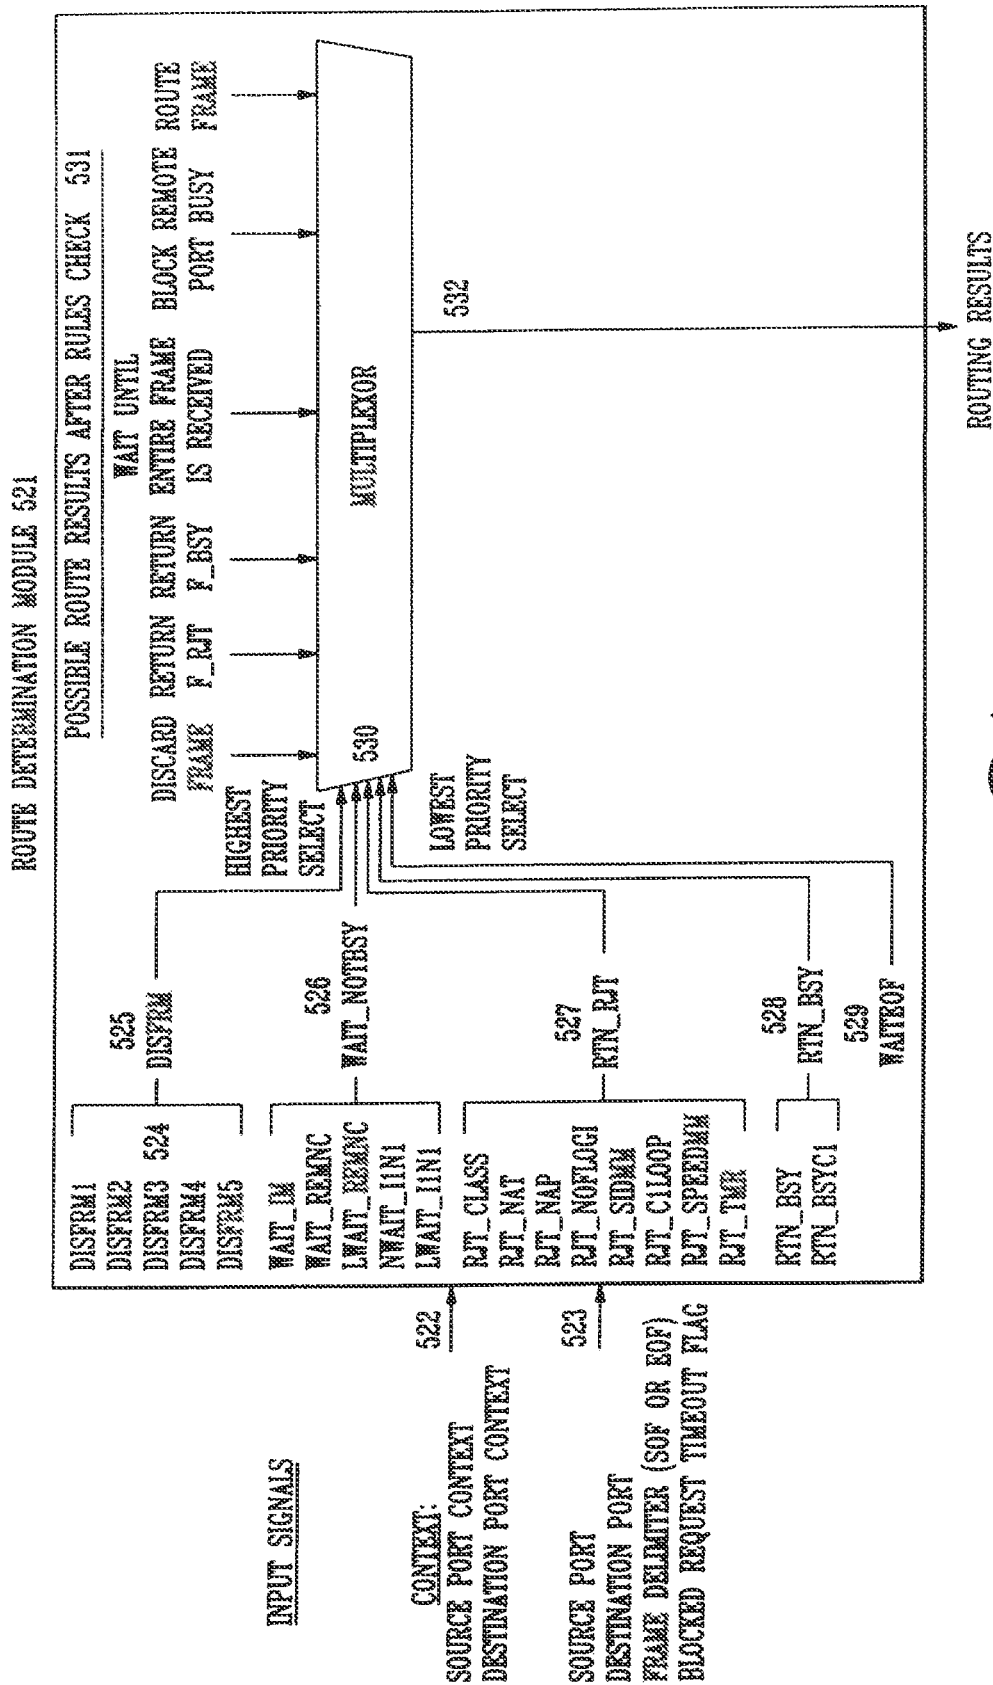 ROUTE DETERMINATION MODULE 521
POSSIBLE ROUTE RESULTS AFTER RULES CHECK 531
DISCARD
FRAME
RETURN
F_RJT
RETURN
F_BSY
WAIT UNTIL
ENTIRE FRAME
IS RECEIVED
BLOCK REMOTE
PORT BUSY
ROUTE
FRAME
HIGHEST
PRIORITY
SELECT
530
MULTIPLEXOR
LOWEST
PRIORITY
SELECT
532
DISFRM1
DISFRM2
DISFRM3 524
DISFRM4
DISFRM5
525
DISFRM
WAIT_IM
WAIT_REMNC
LWAIT_REMNC
NWAIT_I1N1
LWAIT_I1N1
526
WAIT_NOTBSY
RJT_CLASS
RJT_NAT
RJT_NAP
RJT_NOFLOGI
RJT_SIDMM
RJT_C1LOOP
RJT_SPEEDMM
RJT_TMR
527
RTN_RJT
RTN_BSY
RTN_BSYC1
528
RTN_BSY
529
WAITEOF
INPUT SIGNALS
CONTEXT:
SOURCE PORT CONTEXT
DESTINATION PORT CONTEXT
522
SOURCE PORT
DESTINATION PORT
FRAME DELIMITER (SOF OR EOF)
BLOCKED REQUEST TIMEOUT FLAG
523
ROUTING RESULTS